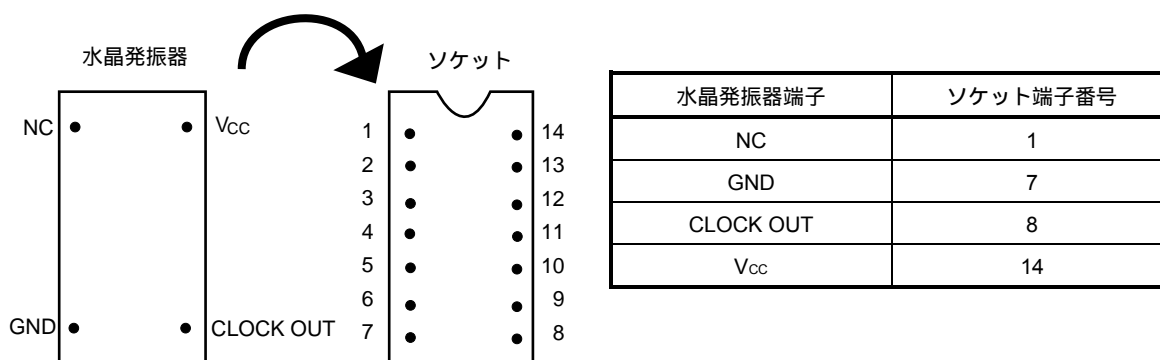 水晶発振器
NC
VCC
GND
CLOCK OUT
ソケット
1
14
2
13
3
12
4
11
5
10
6
9
7
8
水晶発振器端子 ソケット端子番号
NC 1
GND 7
CLOCK OUT 8
VCC 14